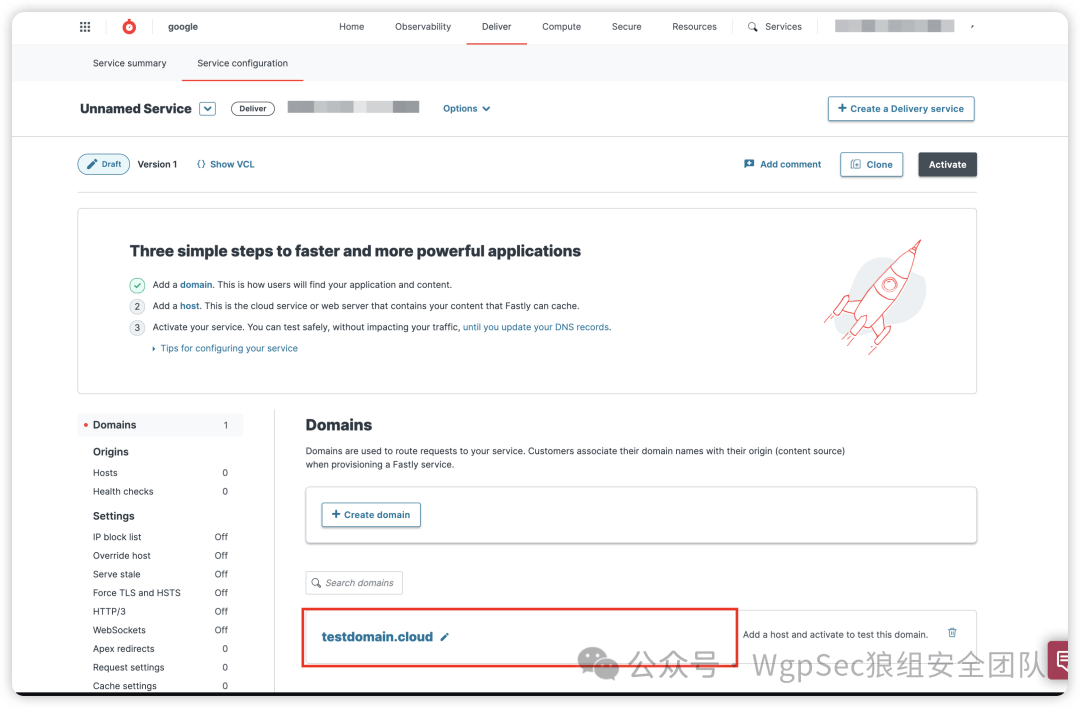 google Home Observability Deliver Compute Secure Resources Services
Service summary Service configuration
Unnamed Service Deliver Options + Create a Delivery service
Draft Version 1 {} Show VCL Add comment Clone Activate
Three simple steps to faster and more powerful applications
Add a domain. This is how users will find your application and content.
2 Add a host. This is the cloud service or web server that contains your content that Fastly can cache.
3 Activate your service. You can test safely, without impacting your traffic, until you update your DNS records.
Tips for configuring your service
Domains 1
Origins
Hosts 0
Health checks 0
Settings
IP block list Off
Override host Off
Serve stale Off
Force TLS and HSTS Off
HTTP/3 Off
WebSockets Off
Apex redirects 0
Request settings 0
Cache settings 0
Domains
Domains are used to route requests to your service. Customers associate their domain names with their origin (content source)
when provisioning a Fastly service.
+ Create domain
Search domains
testdomain.cloud Add a host and activate to test this domain.
公众号 · WgpSec狼组安全团队